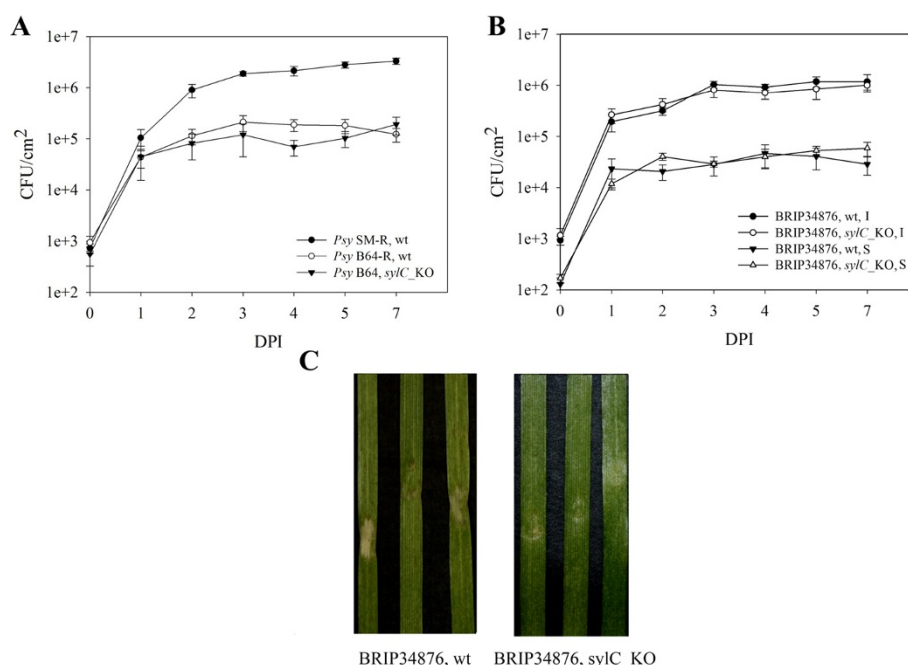 A
CFU/cm²
1e+7
1e+6
1e+5
1e+4
1e+3
1e+2
0 1 2 3 4 5 7
DPI
Psy SM-R, wt
Psy B64-R, wt
Psy B64, sylC_KO
B
CFU/cm²
1e+7
1e+6
1e+5
1e+4
1e+3
1e+2
0 1 2 3 4 5 7
DPI
BRIP34876, wt, I
BRIP34876, sylC_KO, I
BRIP34876, wt, S
BRIP34876, sylC_KO, S
C
BRIP34876, wt BRIP34876, sylC_KO